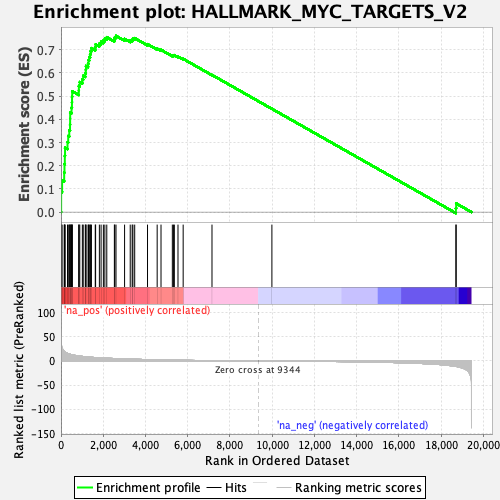 Enrichment plot: HALLMARK_MYC_TARGETS_V2
Enrichment score (ES)
0.7
0.6
0.5
0.4
0.3
0.2
0.1
0.0
'na_pos' (positively correlated)
Ranked list metric (PreRanked)
100
50
0
-50
-100
-150
Zero cross at 9344
'na_neg' (negatively correlated)
0 2,000 4,000 6,000 8,000 10,000 12,000 14,000 16,000 18,000 20,000
Rank in Ordered Dataset
Enrichment profile Hits Ranking metric scores